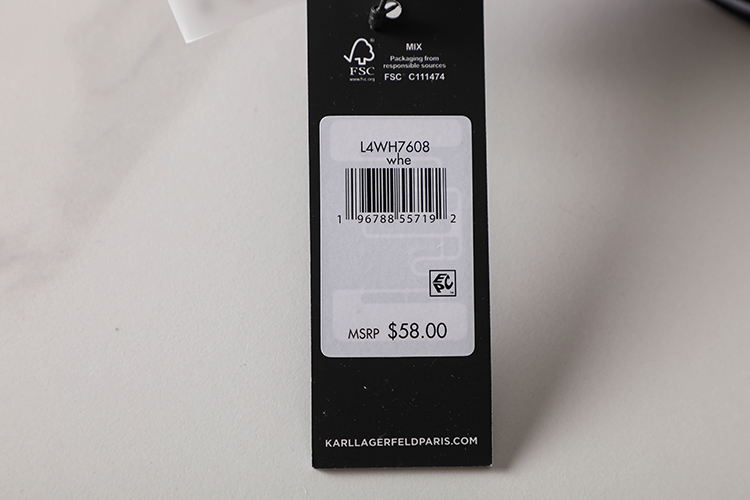 FSC
www.fsc.org
MIX
Packaging from
responsible sources
FSC C111474
L4WH7608
whe
1 96788 55719 2
EPC
MSRP $58.00
KARLLAGERFELDPARIS.COM